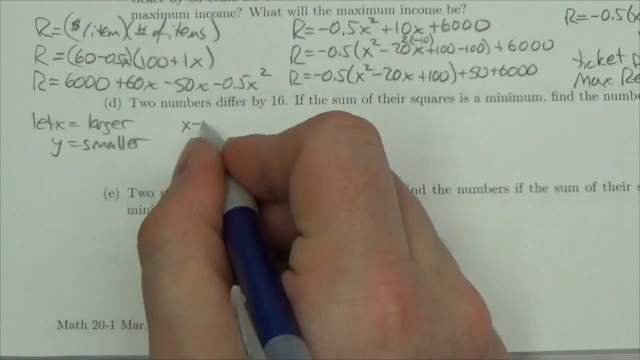 maximum income? What will the maximum income be?
R=($/item)(# of items)
R=(60-0.5x)(100+1x)
R=6000+60x-50x-0.5x²
R=-0.5x²+10x+6000
R=-0.5(x²-20x+100-100)+6000
R=-0.5(x²-20x+100)+50+6000
R=-0.5(
ticket
max R
(d) Two numbers differ by 16. If the sum of their squares is a minimum, find the
let x = larger
y = smaller
x-
(e) Two
find the numbers if the sum of their
Math 20-1 Mar,